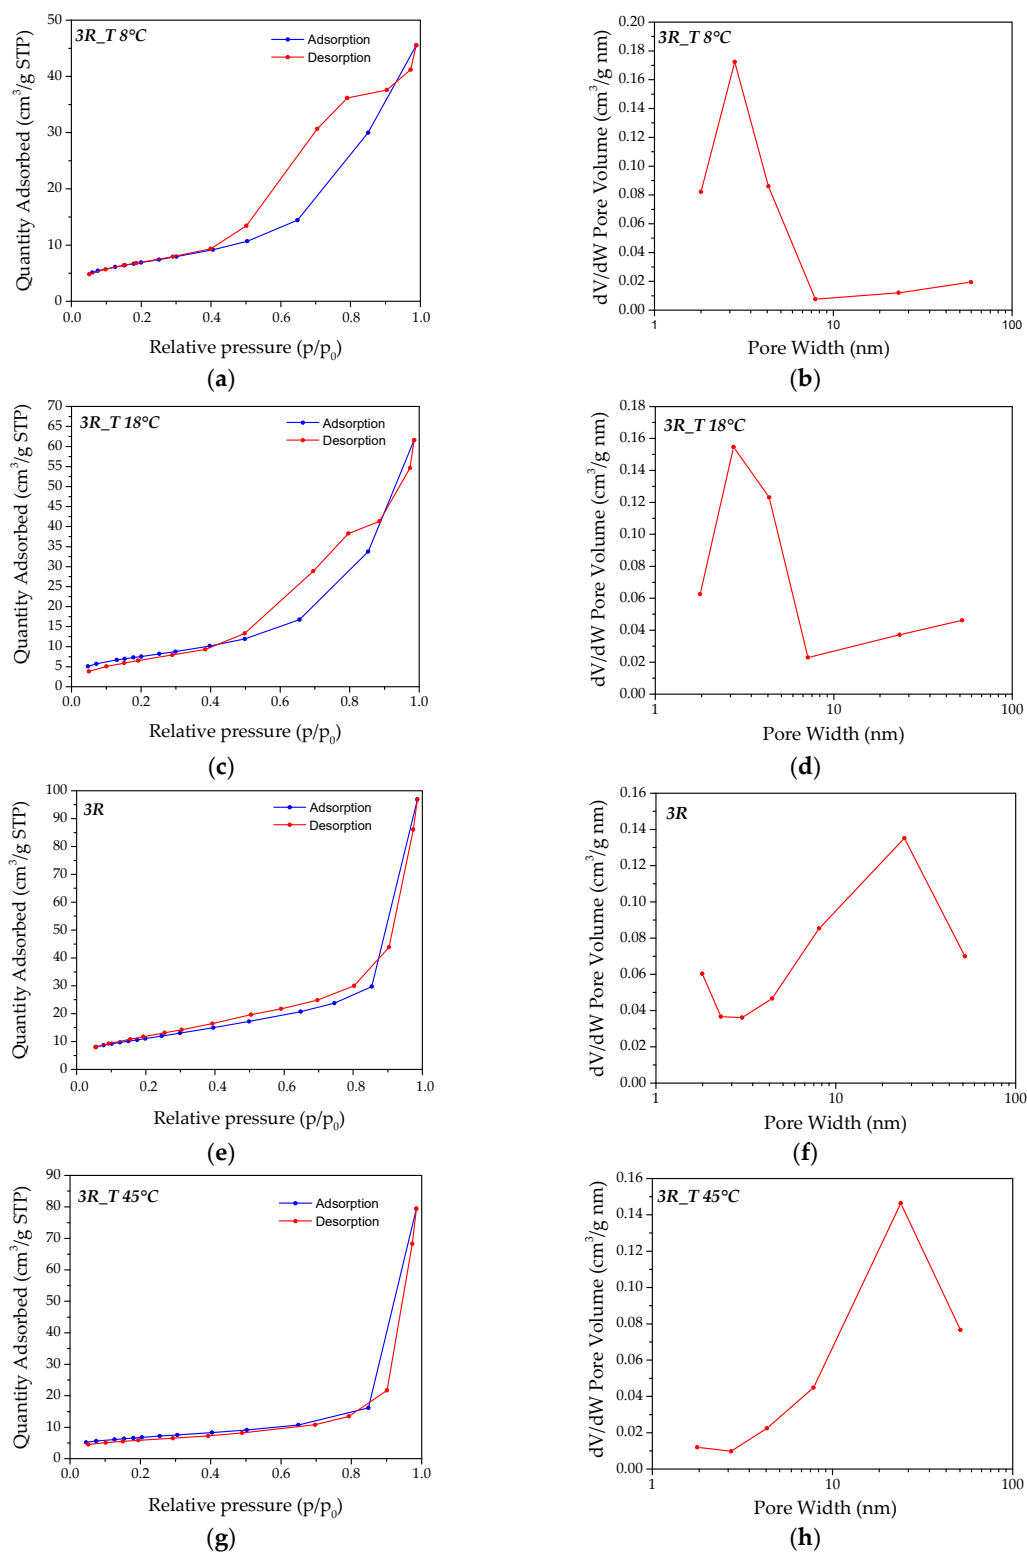 3R_T 8°C
Adsorption
Desorption
Quantity Adsorbed (cm³/g STP)
50
40
30
20
10
0
0.0 0.2 0.4 0.6 0.8 1.0
Relative pressure (p/p₀)
(a)
3R_T 8°C
dV/dW Pore Volume (cm³/g nm)
0.20
0.18
0.16
0.14
0.12
0.10
0.08
0.06
0.04
0.02
0.00
1 10 100
Pore Width (nm)
(b)
3R_T 18°C
Adsorption
Desorption
Quantity Adsorbed (cm³/g STP)
70
65
60
55
50
45
40
35
30
25
20
15
10
5
0
0.0 0.2 0.4 0.6 0.8 1.0
Relative pressure (p/p₀)
(c)
3R_T 18°C
dV/dW Pore Volume (cm³/g nm)
0.18
0.16
0.14
0.12
0.10
0.08
0.06
0.04
0.02
0.00
1 10 100
Pore Width (nm)
(d)
3R
Adsorption
Desorption
Quantity Adsorbed (cm³/g STP)
100
90
80
70
60
50
40
30
20
10
0
0.0 0.2 0.4 0.6 0.8 1.0
Relative pressure (p/p₀)
(e)
3R
dV/dW Pore Volume (cm³/g nm)
0.16
0.14
0.12
0.10
0.08
0.06
0.04
0.02
0.00
1 10 100
Pore Width (nm)
(f)
3R_T 45°C
Adsorption
Desorption
Quantity Adsorbed (cm³/g STP)
90
80
70
60
50
40
30
20
10
0
0.0 0.2 0.4 0.6 0.8 1.0
Relative pressure (p/p₀)
(g)
3R_T 45°C
dV/dW Pore Volume (cm³/g nm)
0.16
0.14
0.12
0.10
0.08
0.06
0.04
0.02
0.00
1 10 100
Pore Width (nm)
(h)